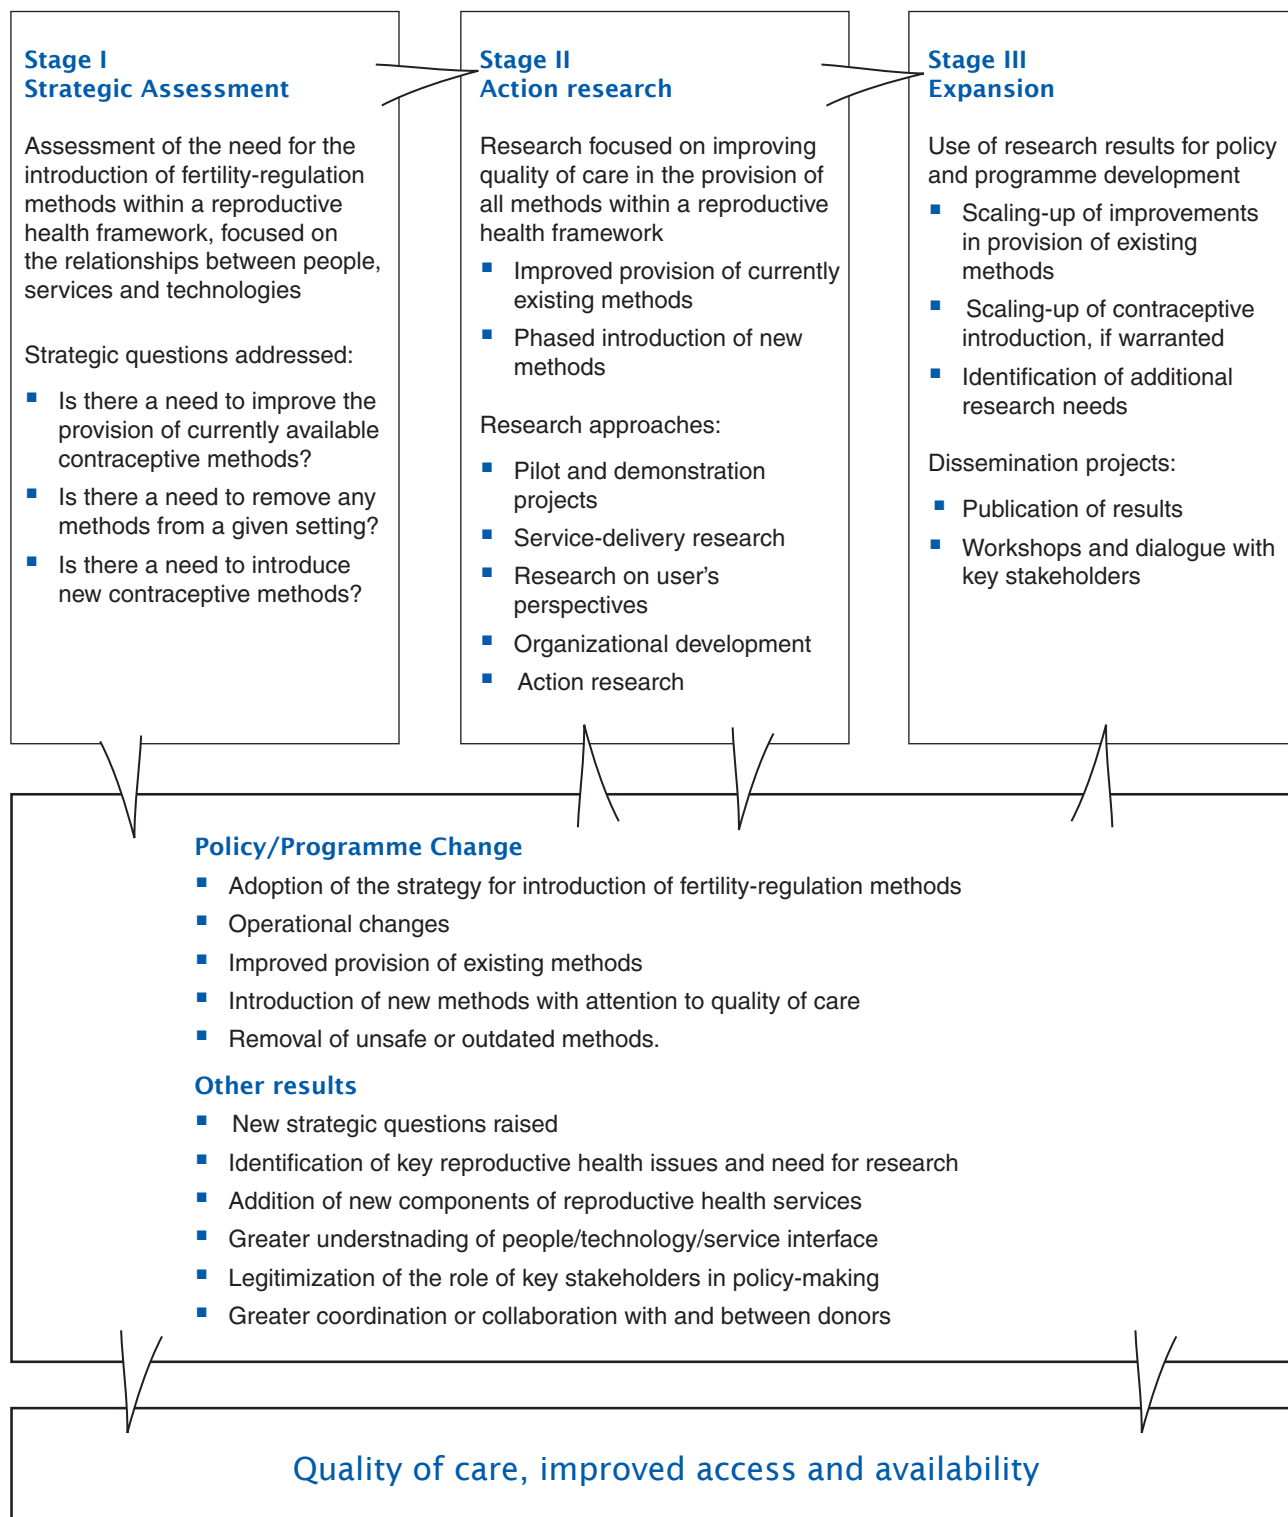 Stage I
Strategic Assessment
Assessment of the need for the
introduction of fertility-regulation
methods within a reproductive
health framework, focused on
the relationships between people,
services and technologies
Strategic questions addressed:
Is there a need to improve the
provision of currently available
contraceptive methods?
Is there a need to remove any
methods from a given setting?
Is there a need to introduce
new contraceptive methods?
Stage II
Action research
Research focused on improving
quality of care in the provision of
all methods within a reproductive
health framework
Improved provision of currently
existing methods
Phased introduction of new
methods
Research approaches:
Pilot and demonstration
projects
Service-delivery research
Research on user's
perspectives
Organizational development
Action research
Stage III
Expansion
Use of research results for policy
and programme development
Scaling-up of improvements
in provision of existing
methods
Scaling-up of contraceptive
introduction, if warranted
Identification of additional
research needs
Dissemination projects:
Publication of results
Workshops and dialogue with
key stakeholders
Policy/Programme Change
Adoption of the strategy for introduction of fertility-regulation methods
Operational changes
Improved provision of existing methods
Introduction of new methods with attention to quality of care
Removal of unsafe or outdated methods.
Other results
New strategic questions raised
Identification of key reproductive health issues and need for research
Addition of new components of reproductive health services
Greater understnading of people/technology/service interface
Legitimization of the role of key stakeholders in policy-making
Greater coordination or collaboration with and between donors
Quality of care, improved access and availability